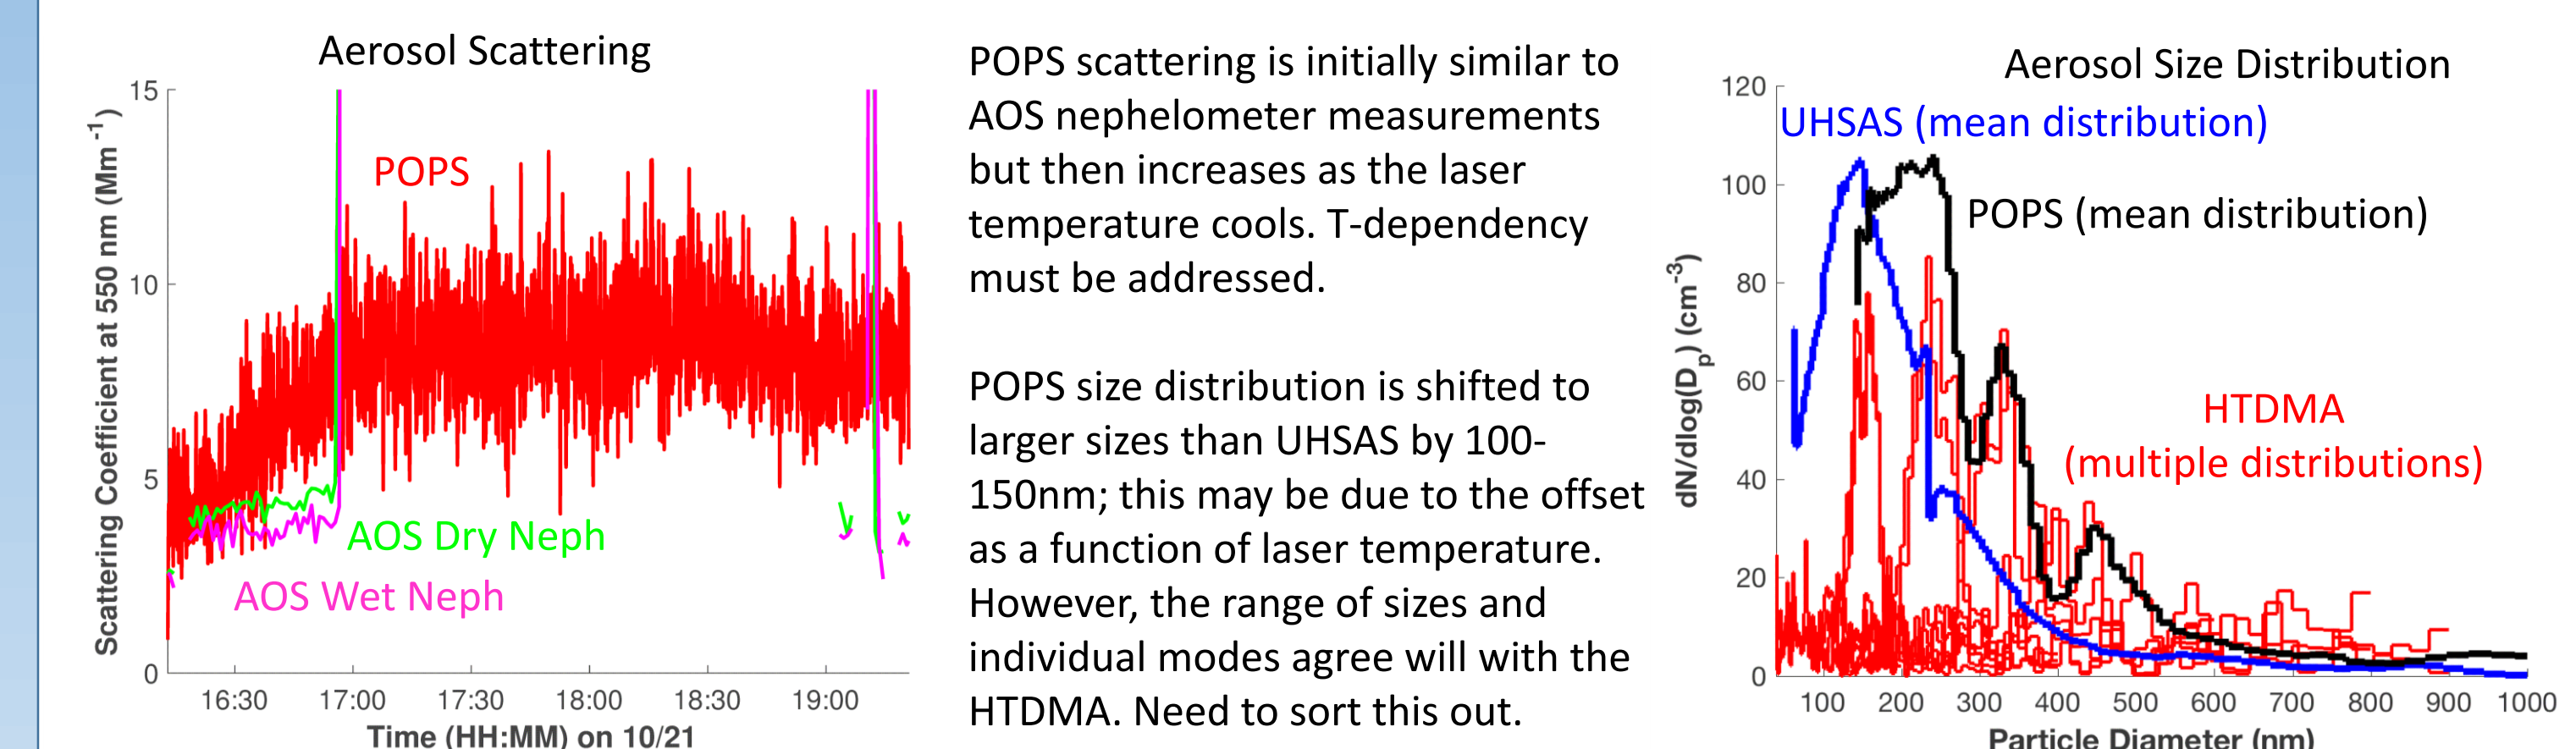 Aerosol Scattering
15
10
5
0
Scattering Coefficient at 550 nm (Mm-1)
POPS
AOS Dry Neph
AOS Wet Neph
16:30 17:00 17:30 18:00 18:30 19:00
Time (HH:MM) on 10/21
POPS scattering is initially similar to
AOS nephelometer measurements
but then increases as the laser
temperature cools. T-dependency
must be addressed.
POPS size distribution is shifted to
larger sizes than UHSAS by 100-
150nm; this may be due to the offset
as a function of laser temperature.
However, the range of sizes and
individual modes agree will with the
HTDMA. Need to sort this out.
Aerosol Size Distribution
120
100
80
60
40
20
0
dN/dlog(Dp) (cm-3)
UHSAS (mean distribution)
POPS (mean distribution)
HTDMA
(multiple distributions)
100 200 300 400 500 600 700 800 900 1000
Particle Diameter (nm)